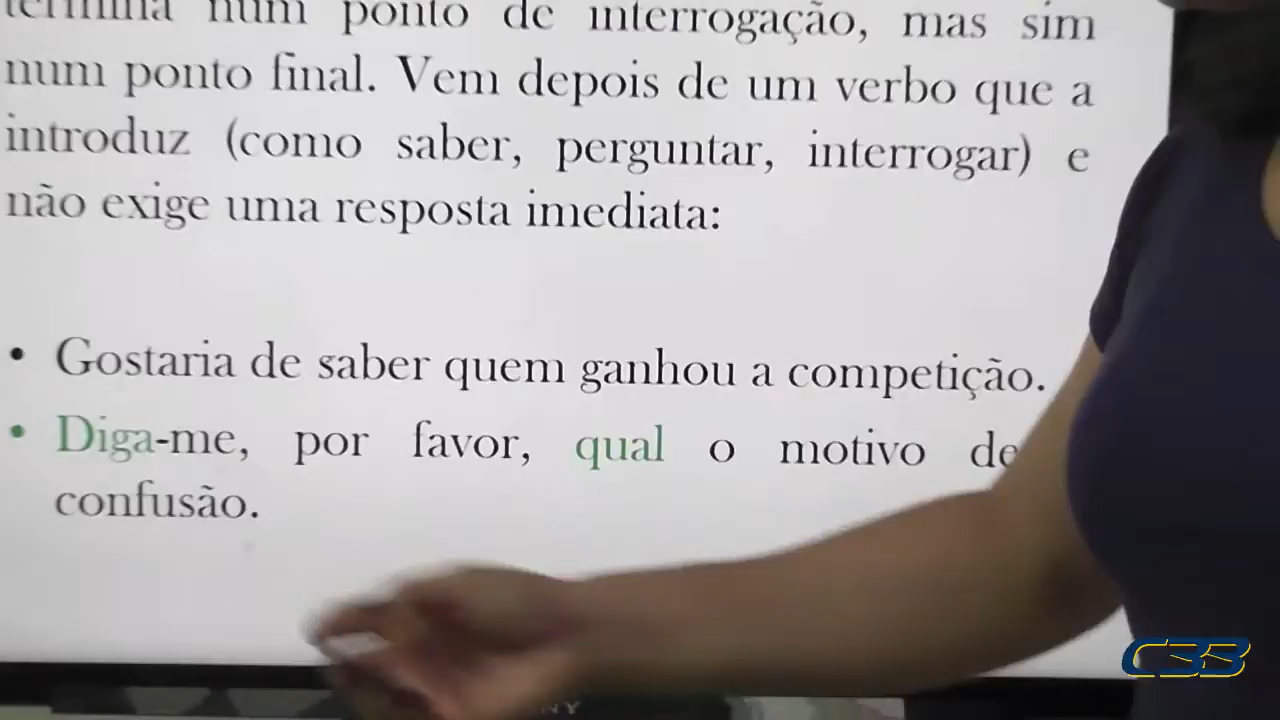 termina num ponto de interrogação, mas sim
num ponto final. Vem depois de um verbo que a
introduz (como saber, perguntar, interrogar) e
não exige uma resposta imediata:
• Gostaria de saber quem ganhou a competição.
• Diga-me, por favor, qual o motivo de
confusão.
C33
NY